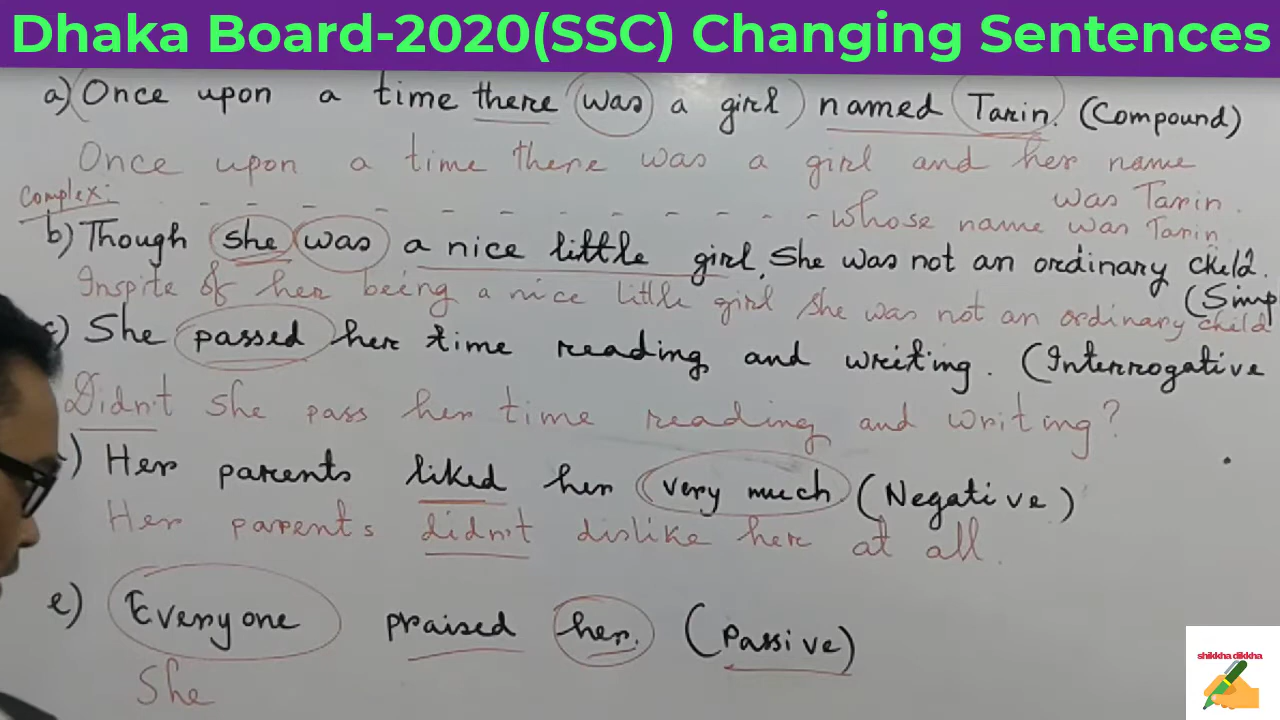 Dhaka Board-2020(SSC) Changing Sentences
a) Once upon a time there was a girl named Tarin. (Compound)
Once upon a time there was a girl and her name
was Tarin.
Complex:
whose name was Tarin
b) Though she was a nice little girl, she was not an ordinary child.
(Simp
Inspite of her being a nice little girl she was not an ordinary child
c) She passed her time reading and writing. (Interrogative
Didn't she pass her time reading and writing?
) Her parents liked her very much (Negative)
Her parents didn't dislike her at all.
e) Everyone praised her. (Passive)
She
shikkha dikkha